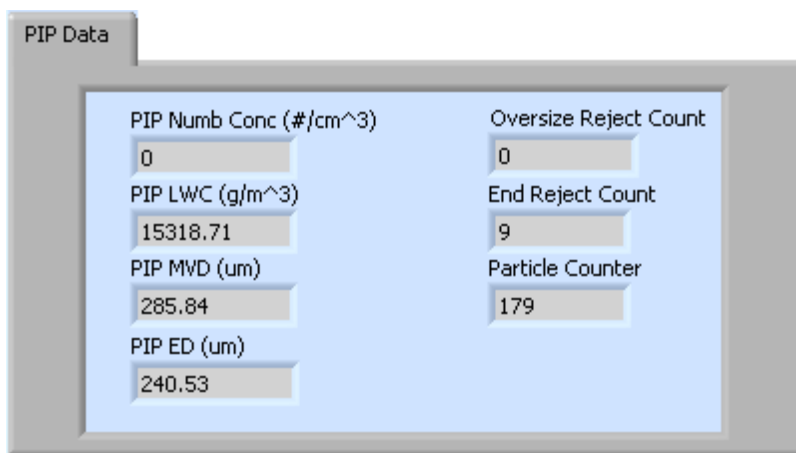 PIP Data
PIP Numb Conc (#/cm^3)
0
PIP LWC (g/m^3)
15318.71
PIP MVD (um)
285.84
PIP ED (um)
240.53
Oversize Reject Count
0
End Reject Count
9
Particle Counter
179